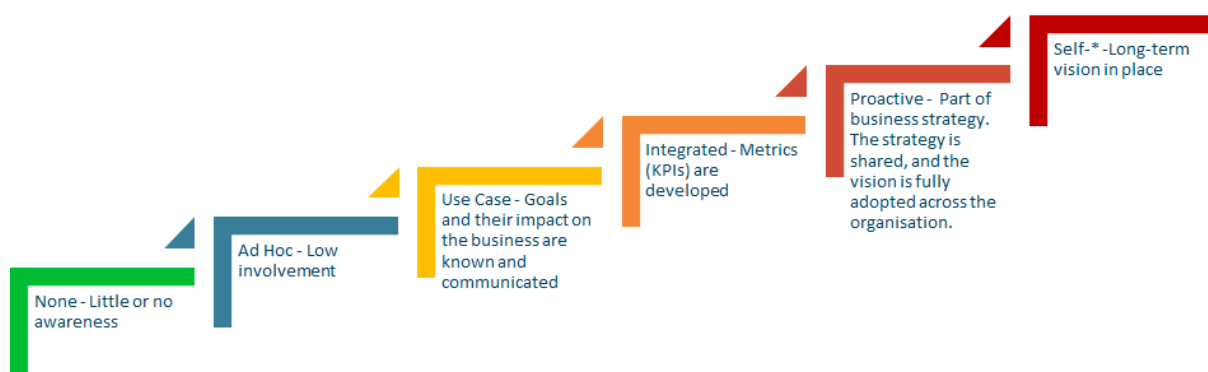 None - Little or no
awareness
Ad Hoc - Low
involvement
Use Case - Goals
and their impact on
the business are
known and
communicated
Integrated - Metrics
(KPIs) are
developed
Proactive - Part of
business strategy.
The strategy is
shared, and the
vision is fully
adopted across the
organisation.
Self-* -Long-term
vision in place